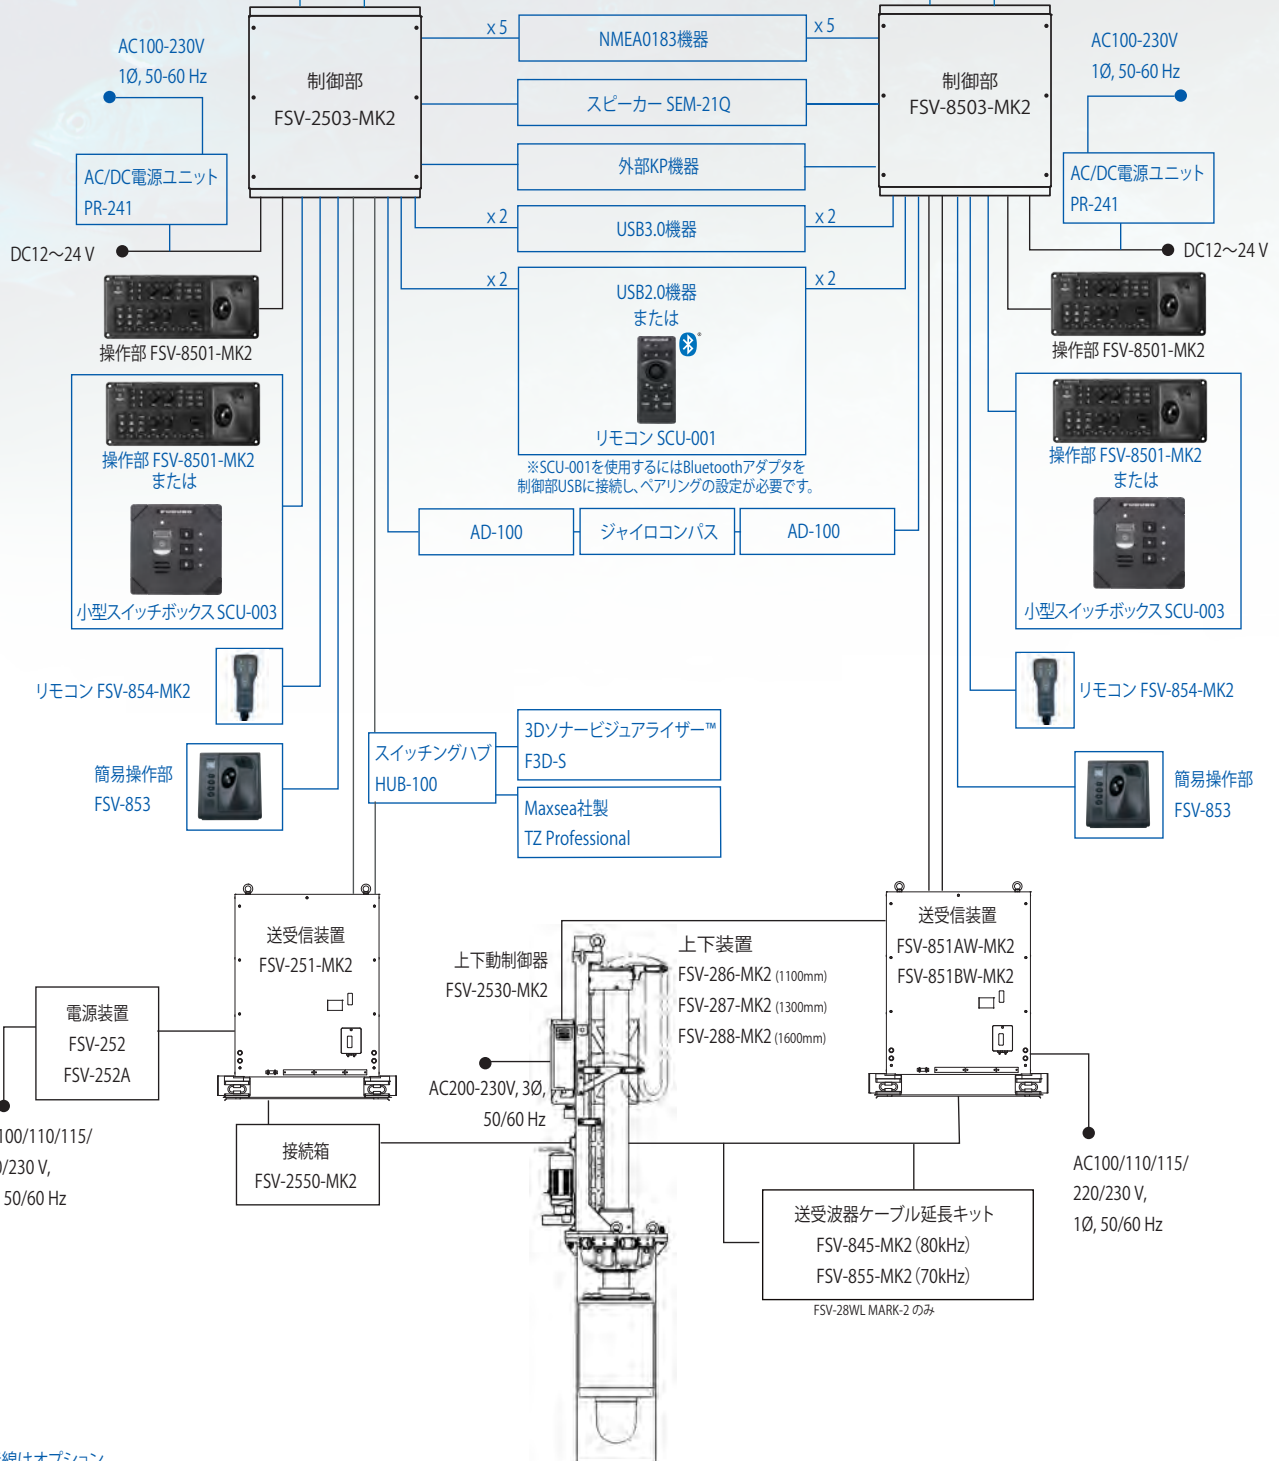 AC100-230V
1Ø, 50-60 Hz
制御部
FSV-2503-MK2
x 5
NMEA0183機器
x 5
制御部
FSV-8503-MK2
AC100-230V
1Ø, 50-60 Hz
スピーカー SEM-21Q
外部KP機器
AC/DC電源ユニット
PR-241
AC/DC電源ユニット
PR-241
x 2
USB3.0機器
x 2
DC12～24 V
DC12～24 V
x 2
USB2.0機器
または
x 2
リモコン SCU-001
※SCU-001を使用するにはBluetoothアダプタを
制御部USBに接続し、ペアリングの設定が必要です。
操作部 FSV-8501-MK2
操作部 FSV-8501-MK2
操作部 FSV-8501-MK2
または
小型スイッチボックス SCU-003
操作部 FSV-8501-MK2
または
小型スイッチボックス SCU-003
AD-100
ジャイロコンパス
AD-100
リモコン FSV-854-MK2
リモコン FSV-854-MK2
スイッチングハブ
HUB-100
3Dソナービジュアライザー™
F3D-S
Maxsea社製
TZ Professional
簡易操作部
FSV-853
簡易操作部
FSV-853
送受信装置
FSV-251-MK2
上下動制御器
FSV-2530-MK2
上下装置
FSV-286-MK2 (1100mm)
FSV-287-MK2 (1300mm)
FSV-288-MK2 (1600mm)
送受信装置
FSV-851AW-MK2
FSV-851BW-MK2
電源装置
FSV-252
FSV-252A
AC200-230V, 3Ø,
50/60 Hz
100/110/115/
/230 V,
50/60 Hz
接続箱
FSV-2550-MK2
AC100/110/115/
220/230 V,
1Ø, 50/60 Hz
送受波器ケーブル延長キット
FSV-845-MK2 (80kHz)
FSV-855-MK2 (70kHz)
FSV-28WL MARK-2 のみ
線はオプション